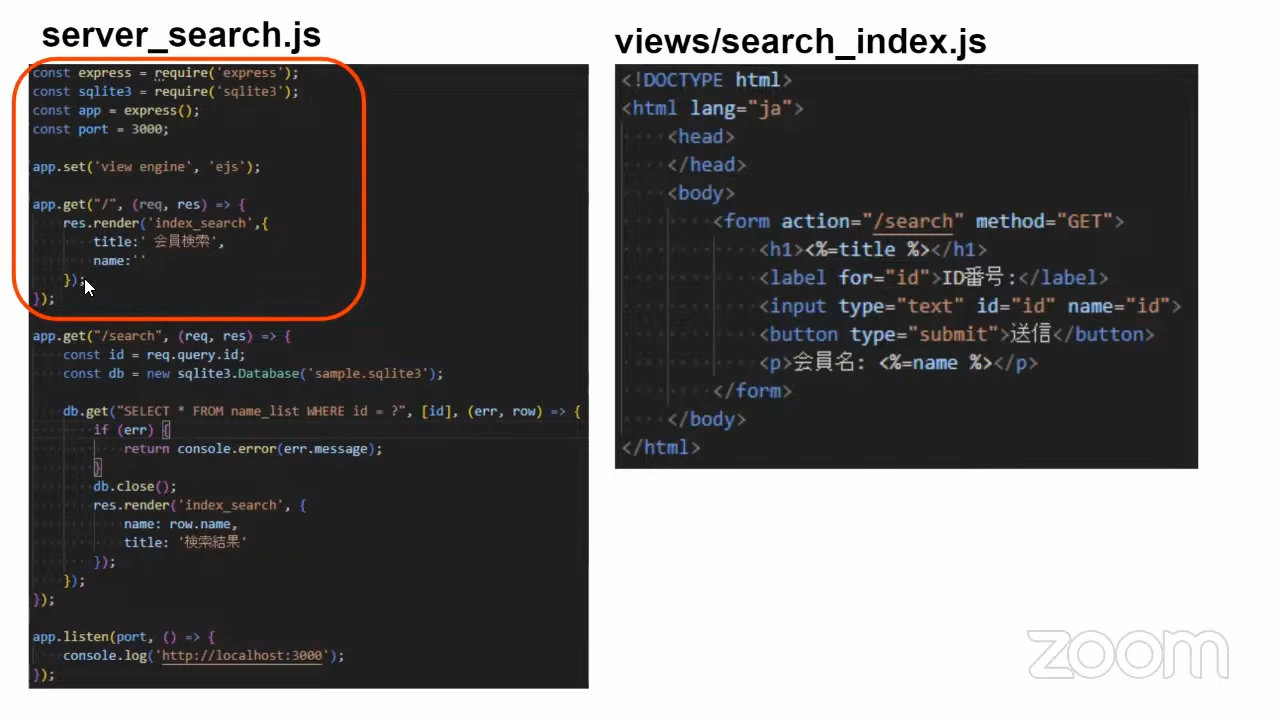 server_search.js
const express = require('express');
const sqlite3 = require('sqlite3');
const app = express();
const port = 3000;
app.set('view engine', 'ejs');
app.get("/", (req, res) => {
res.render('index_search',{
title:' 会員検索',
name:''
});
});
app.get("/search", (req, res) => {
const id = req.query.id;
const db = new sqlite3.Database('sample.sqlite3');
db.get("SELECT * FROM name_list WHERE id = ?", [id], (err, row) => {
if (err) {
return console.error(err.message);
}
db.close();
res.render('index_search', {
name: row.name,
title: '検索結果'
});
});
});
app.listen(port, () => {
console.log('http://localhost:3000');
});
views/search_index.js
<!DOCTYPE html>
<html lang="ja">
<head>
</head>
<body>
<form action="/search" method="GET">
<h1><%=title %></h1>
<label for="id">ID番号:</label>
<input type="text" id="id" name="id">
<button type="submit">送信</button>
<p>会員名: <%=name %></p>
</form>
</body>
</html>
zoom